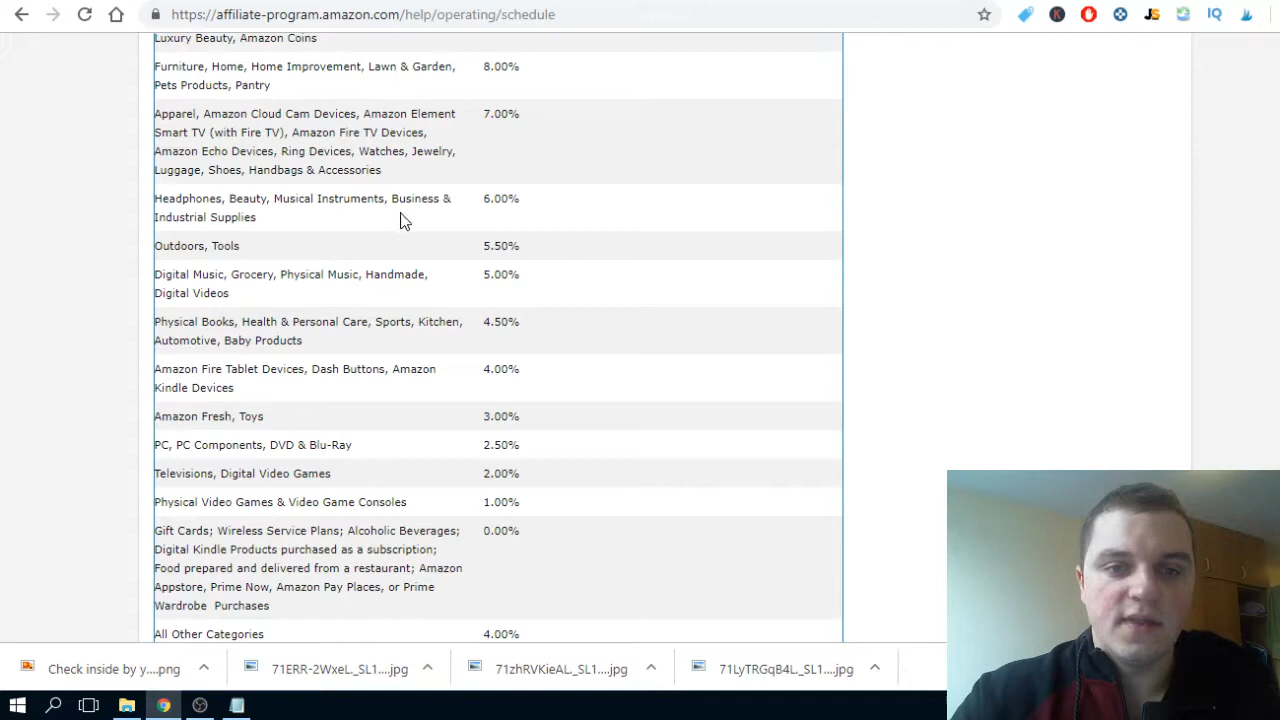 https://affiliate-program.amazon.com/help/operating/schedule
Luxury Beauty, Amazon Coins
Furniture, Home, Home Improvement, Lawn & Garden, 8.00%
Pets Products, Pantry
Apparel, Amazon Cloud Cam Devices, Amazon Element 7.00%
Smart TV (with Fire TV), Amazon Fire TV Devices,
Amazon Echo Devices, Ring Devices, Watches, Jewelry,
Luggage, Shoes, Handbags & Accessories
Headphones, Beauty, Musical Instruments, Business & 6.00%
Industrial Supplies
Outdoors, Tools 5.50%
Digital Music, Grocery, Physical Music, Handmade, 5.00%
Digital Videos
Physical Books, Health & Personal Care, Sports, Kitchen, 4.50%
Automotive, Baby Products
Amazon Fire Tablet Devices, Dash Buttons, Amazon 4.00%
Kindle Devices
Amazon Fresh, Toys 3.00%
PC, PC Components, DVD & Blu-Ray 2.50%
Televisions, Digital Video Games 2.00%
Physical Video Games & Video Game Consoles 1.00%
Gift Cards; Wireless Service Plans; Alcoholic Beverages; 0.00%
Digital Kindle Products purchased as a subscription;
Food prepared and delivered from a restaurant; Amazon
Appstore, Prime Now, Amazon Pay Places, or Prime
Wardrobe Purchases
All Other Categories 4.00%
Check inside by y....png 71ERR-2WxeL._SL1....jpg 71zhRVKieAL._SL1....jpg 71LyTRGqB4L._SL1....jpg